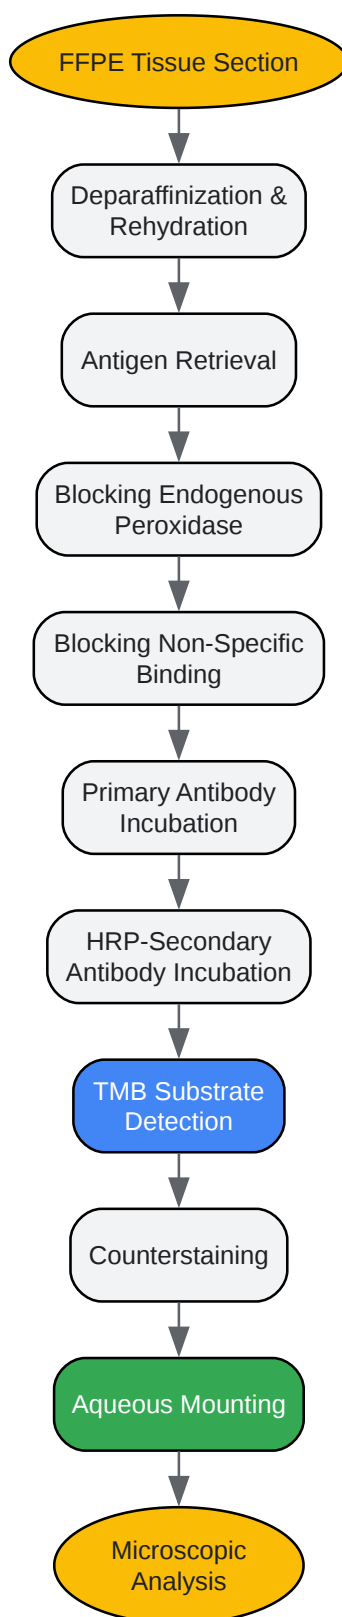 FFPE Tissue Section
Deparaffinization &
Rehydration
Antigen Retrieval
Blocking Endogenous
Peroxidase
Blocking Non-Specific
Binding
Primary Antibody
Incubation
HRP-Secondary
Antibody Incubation
TMB Substrate
Detection
Counterstaining
Aqueous Mounting
Microscopic
Analysis